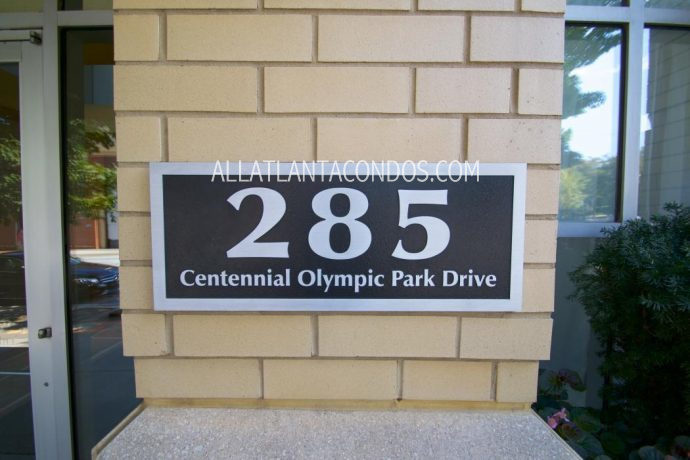 ALLATLANTACONDOS.COM
285
Centennial Olympic Park Drive